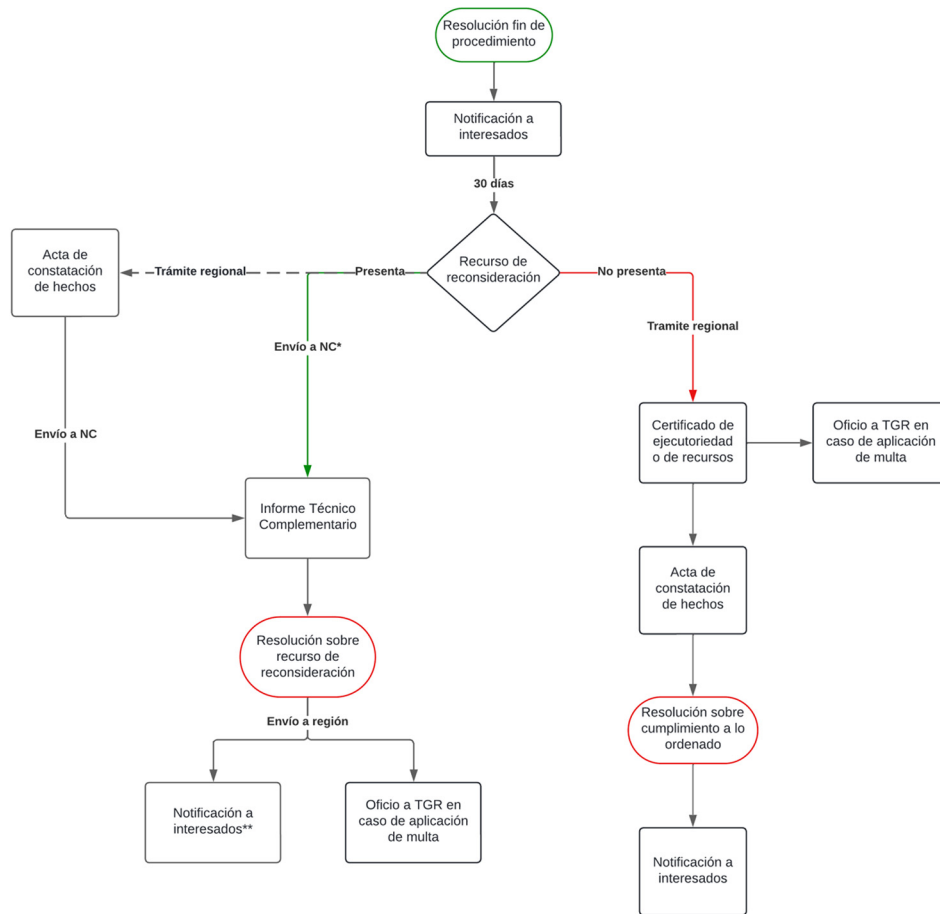 Resolución fin de
procedimiento
Notificación a
interesados
30 días
Recurso de
reconsideración
Presenta
Trámite regional
No presenta
Acta de
constatación
de hechos
Envío a NC*
Tramite regional
Envío a NC
Certificado de
ejecutoriedad
o de recursos
Oficio a TGR en
caso de aplicación
de multa
Informe Técnico
Complementario
Acta de
constatación
de hechos
Resolución sobre
recurso de
reconsideración
Envío a región
Resolución sobre
cumplimiento a lo
ordenado
Notificación a
interesados**
Oficio a TGR en
caso de aplicación
de multa
Notificación a
interesados